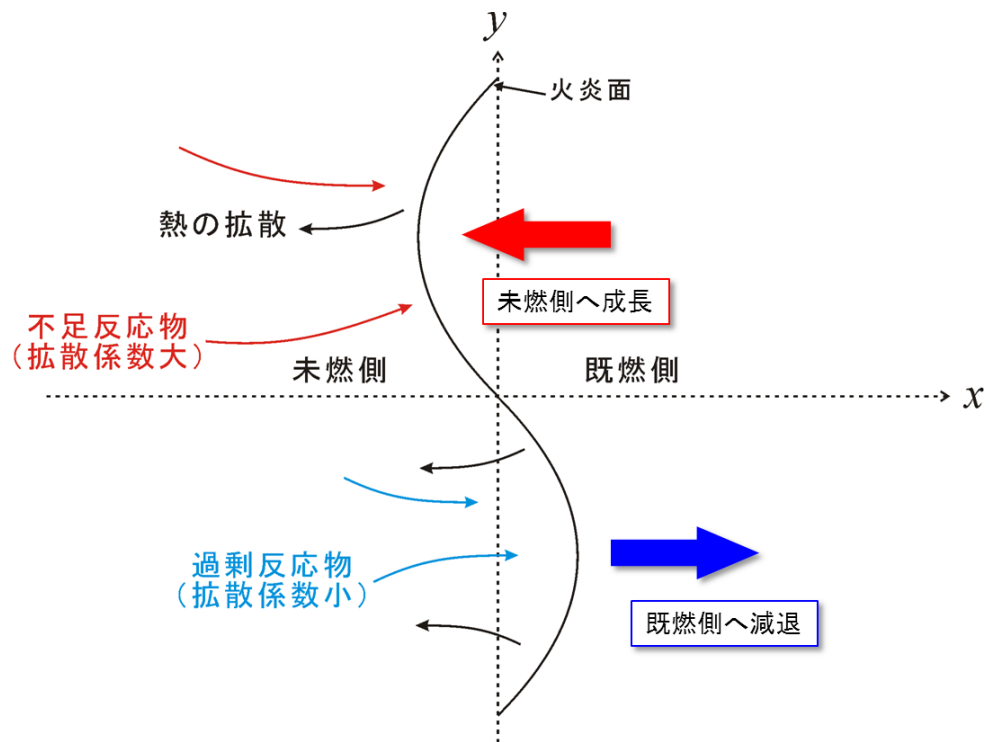 y
火炎面
熱の拡散
未燃側へ成長
不足反応物
（拡散係数大）
未燃側
既燃側
x
過剰反応物
（拡散係数小）
既燃側へ減退